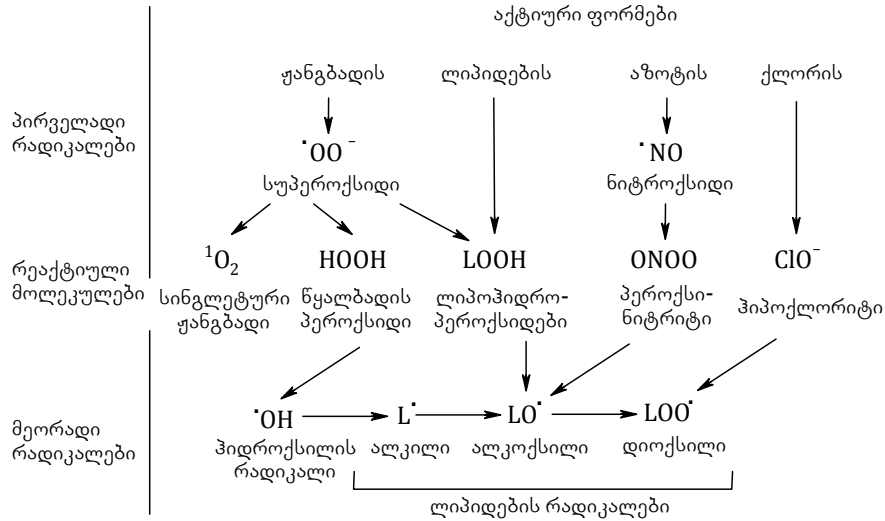 აქტიური ფორმები
ჟანგბადის ლიპიდების აზოტის ქლორის
პირველადი
რადიკალები
˙OO⁻ ˙NO
სუპეროქსიდი ნიტროქსიდი
რეაქტიული
მოლეკულები
¹O₂ HOOH LOOH ONOO ClO⁻
სინგლეტური
ჟანგბადი
წყალბადის
პეროქსიდი
ლიპოჰიდრო-
პეროქსიდები
პეროქსი-
ნიტრიტი
ჰიპოქლორიტი
მეორადი
რადიკალები
˙OH L˙ LO˙ LOO˙
ჰიდროქსილის
რადიკალი
ალკილი ალკოქსილი დიოქსილი
ლიპიდების რადიკალები